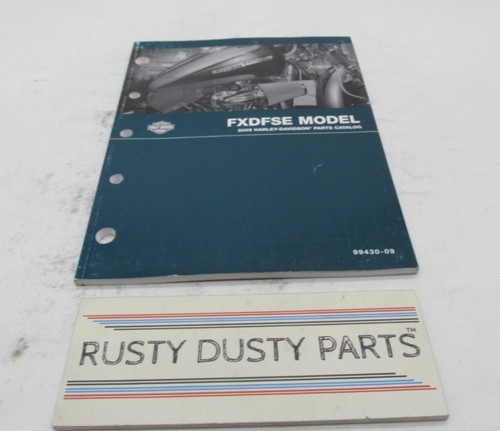 FXDFSE MODEL
2009 HARLEY-DAVIDSON® PARTS CATALOG
99430-09
RUSTY DUSTY PARTS™